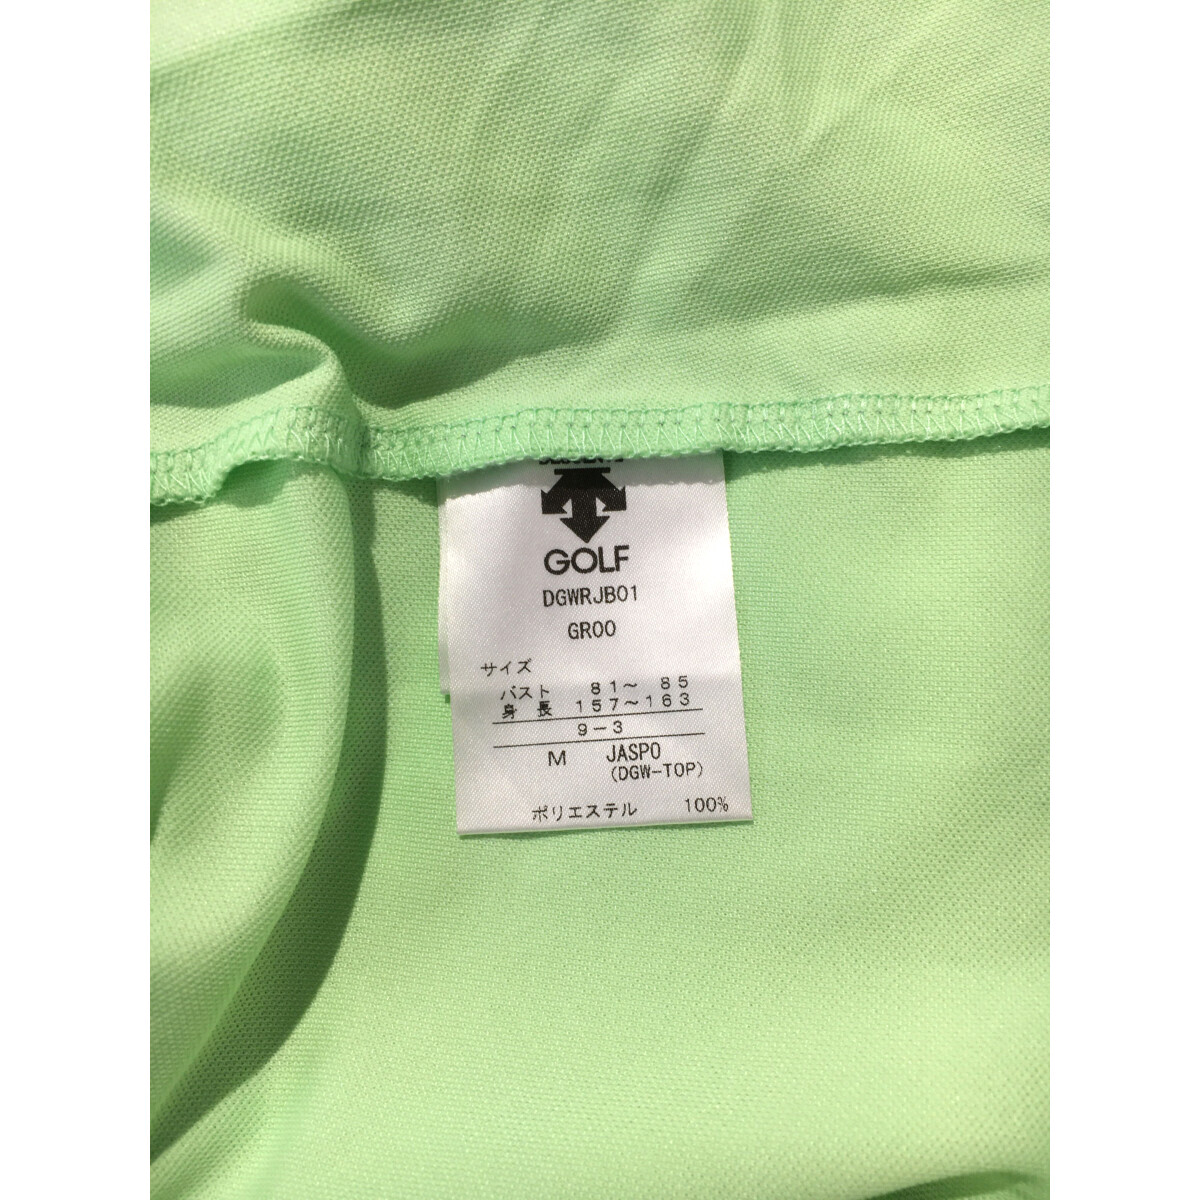 GOLF
DGWRJB01
GR00
サイズ
バスト 81～ 85
身 長 157～163
9－3
M JASPO
(DGW-TOP)
ポリエステル 100%